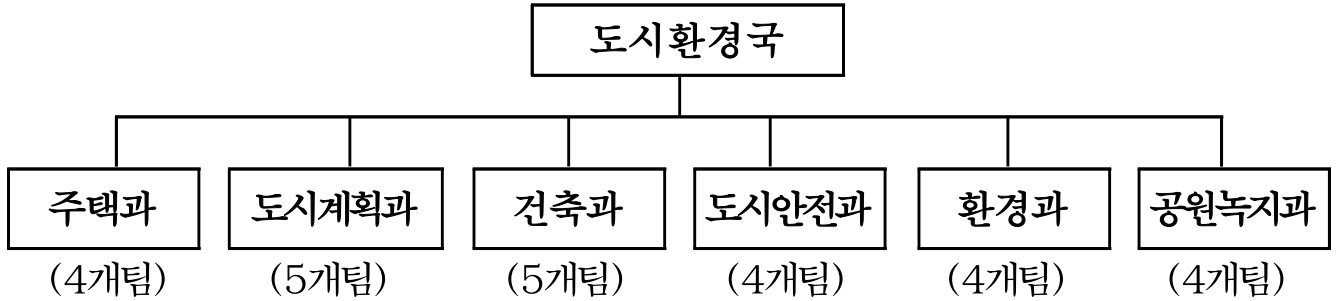 도시환경국
주택과 도시계획과 건축과 도시안전과 환경과 공원녹지과
(4개팀) (5개팀) (5개팀) (4개팀) (4개팀) (4개팀)